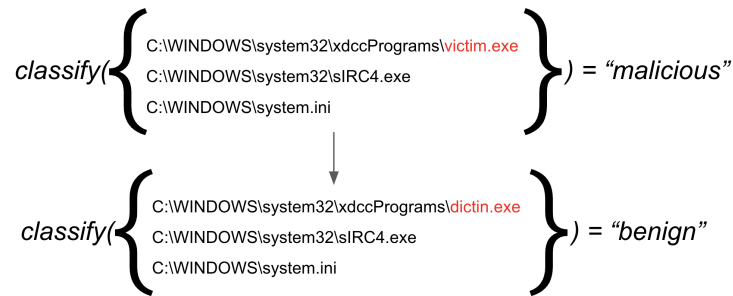 C:\WINDOWS\system32\xdccPrograms\victim.exe
classify({ C:\WINDOWS\system32\sIRC4.exe }) = “malicious”
C:\WINDOWS\system.ini
C:\WINDOWS\system32\xdccPrograms\dictin.exe
classify({ C:\WINDOWS\system32\sIRC4.exe }) = “benign”
C:\WINDOWS\system.ini